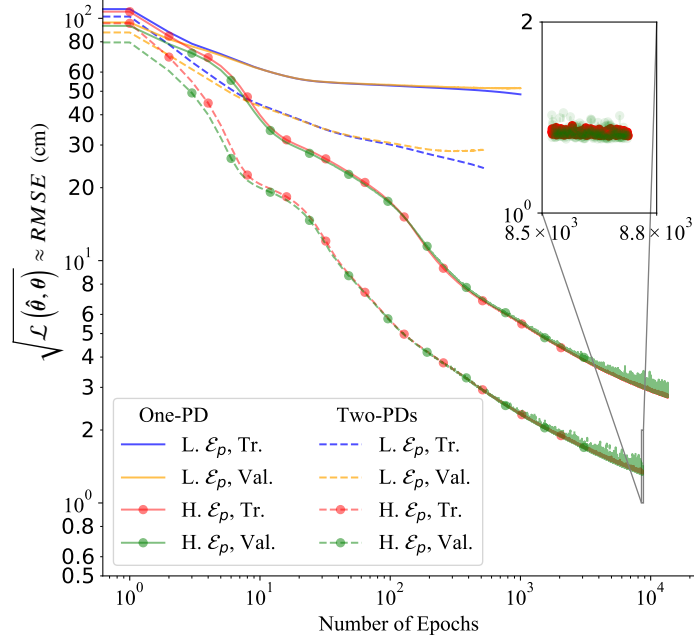 10²
80
60
50
40
30
20
10¹
8
6
5
4
3
2
10⁰
0.8
0.6
0.5
√𝓛(θ̂, θ) ≈ RMSE (cm)
2
10⁰
8.5 × 10³
8.8 × 10³
One-PD
L. 𝓔ₚ, Tr.
L. 𝓔ₚ, Val.
H. 𝓔ₚ, Tr.
H. 𝓔ₚ, Val.
Two-PDs
L. 𝓔ₚ, Tr.
L. 𝓔ₚ, Val.
H. 𝓔ₚ, Tr.
H. 𝓔ₚ, Val.
10⁰
10¹
10²
10³
10⁴
Number of Epochs